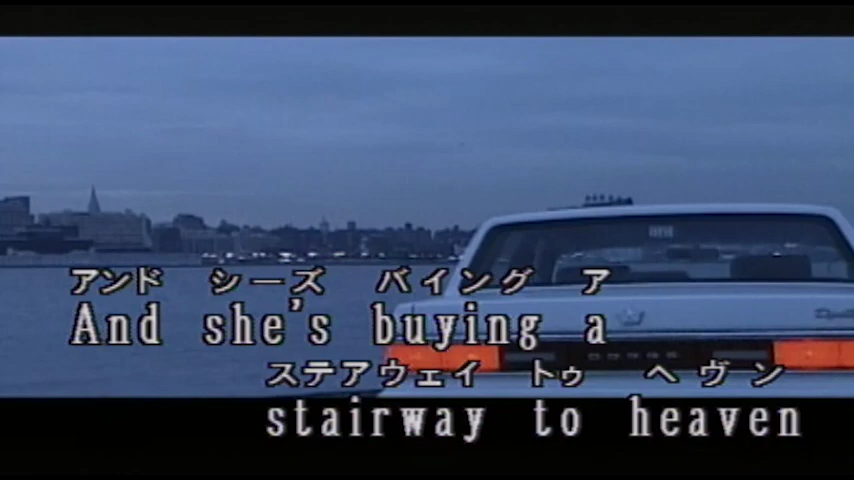 アンド シーズ バイング ア
And she's buying a
ステアウェイ トゥ ヘヴン
stairway to heaven
DODGE